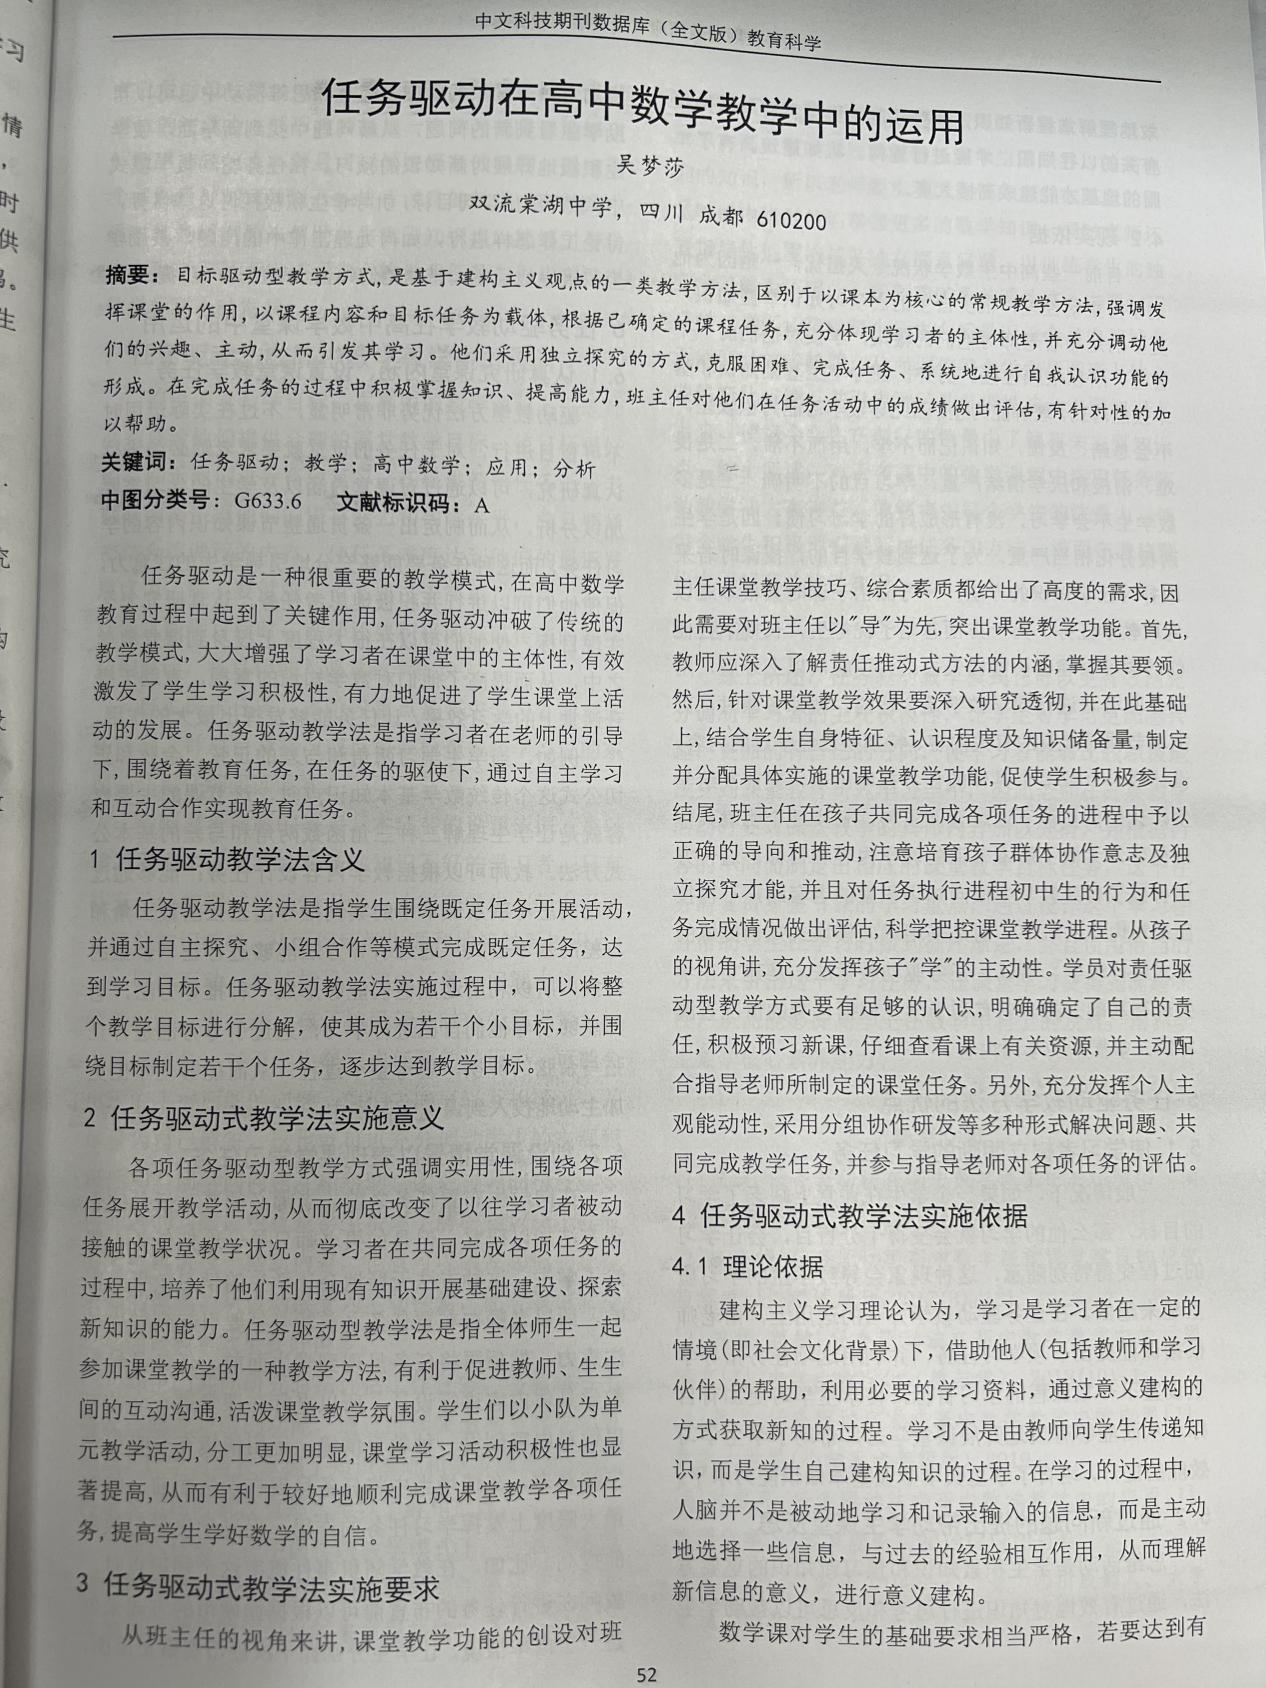 中文科技期刊数据库（全文版）教育科学
任务驱动在高中数学教学中的运用
吴梦莎
双流棠湖中学，四川 成都 610200
摘要：目标驱动型教学方式,是基于建构主义观点的一类教学方法,区别于以课本为核心的常规教学方法,强调发
挥课堂的作用,以课程内容和目标任务为载体,根据已确定的课程任务,充分体现学习者的主体性,并充分调动他
们的兴趣、主动,从而引发其学习。他们采用独立探究的方式,克服困难、完成任务、系统地进行自我认识功能的
形成。在完成任务的过程中积极掌握知识、提高能力,班主任对他们在任务活动中的成绩做出评估,有针对性的加
以帮助。
关键词：任务驱动；教学；高中数学；应用；分析
中图分类号：G633.6 文献标识码：A
任务驱动是一种很重要的教学模式,在高中数学
教育过程中起到了关键作用,任务驱动冲破了传统的
教学模式,大大增强了学习者在课堂中的主体性,有效
激发了学生学习积极性,有力地促进了学生课堂上活
动的发展。任务驱动教学法是指学习者在老师的引导
下,围绕着教育任务,在任务的驱使下,通过自主学习
和互动合作实现教育任务。
1 任务驱动教学法含义
任务驱动教学法是指学生围绕既定任务开展活动，
并通过自主探究、小组合作等模式完成既定任务，达
到学习目标。任务驱动教学法实施过程中，可以将整
个教学目标进行分解，使其成为若干个小目标，并围
绕目标制定若干个任务，逐步达到教学目标。
2 任务驱动式教学法实施意义
各项任务驱动型教学方式强调实用性,围绕各项
任务展开教学活动,从而彻底改变了以往学习者被动
接触的课堂教学状况。学习者在共同完成各项任务的
过程中,培养了他们利用现有知识开展基础建设、探索
新知识的能力。任务驱动型教学法是指全体师生一起
参加课堂教学的一种教学方法,有利于促进教师、生生
间的互动沟通,活泼课堂教学氛围。学生们以小队为单
元教学活动,分工更加明显,课堂学习活动积极性也显
著提高,从而有利于较好地顺利完成课堂教学各项任
务,提高学生学好数学的自信。
3 任务驱动式教学法实施要求
从班主任的视角来讲,课堂教学功能的创设对班
主任课堂教学技巧、综合素质都给出了高度的需求,因
此需要对班主任以"导"为先,突出课堂教学功能。首先,
教师应深入了解责任推动式方法的内涵,掌握其要领。
然后,针对课堂教学效果要深入研究透彻,并在此基础
上,结合学生自身特征、认识程度及知识储备量,制定
并分配具体实施的课堂教学功能,促使学生积极参与。
结尾,班主任在孩子共同完成各项任务的进程中予以
正确的导向和推动,注意培育孩子群体协作意志及独
立探究才能,并且对任务执行进程初中生的行为和任
务完成情况做出评估,科学把控课堂教学进程。从孩子
的视角讲,充分发挥孩子"学"的主动性。学员对责任驱
动型教学方式要有足够的认识,明确确定了自己的责
任,积极预习新课,仔细查看课上有关资源,并主动配
合指导老师所制定的课堂任务。另外,充分发挥个人主
观能动性,采用分组协作研发等多种形式解决问题、共
同完成教学任务,并参与指导老师对各项任务的评估。
4 任务驱动式教学法实施依据
4.1 理论依据
建构主义学习理论认为，学习是学习者在一定的
情境(即社会文化背景)下，借助他人(包括教师和学习
伙伴)的帮助，利用必要的学习资料，通过意义建构的
方式获取新知的过程。学习不是由教师向学生传递知
识，而是学生自己建构知识的过程。在学习的过程中，
人脑并不是被动地学习和记录输入的信息，而是主动
地选择一些信息，与过去的经验相互作用，从而理解
新信息的意义，进行意义建构。
数学课对学生的基础要求相当严格，若要达到有
52